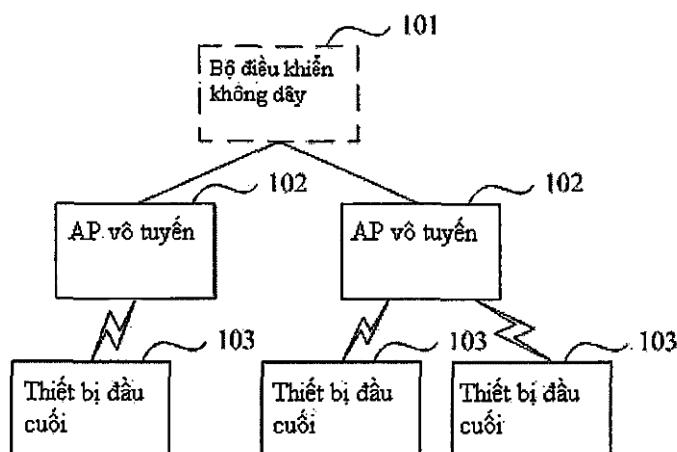 101
Bộ điều khiển
không dây
102
102
AP vô tuyến
AP vô tuyến
103
103
103
Thiết bị đầu
cuối
Thiết bị đầu
cuối
Thiết bị đầu
cuối